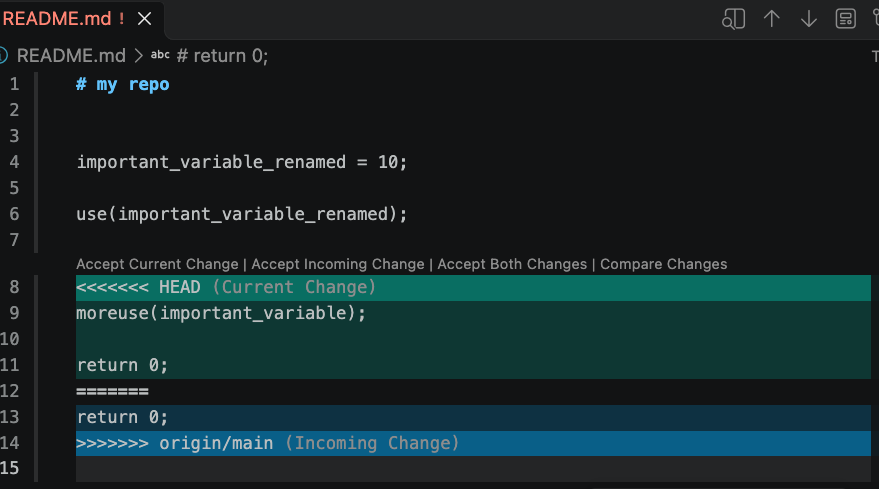 README.md ! ×
README.md > abc # return 0;
1 # my repo
2
3
4 important_variable_renamed = 10;
5
6 use(important_variable_renamed);
7
Accept Current Change | Accept Incoming Change | Accept Both Changes | Compare Changes
8 <<<<<<< HEAD (Current Change)
9 moreuse(important_variable);
10
11 return 0;
12 =======
13 return 0;
14 >>>>>>> origin/main (Incoming Change)
15